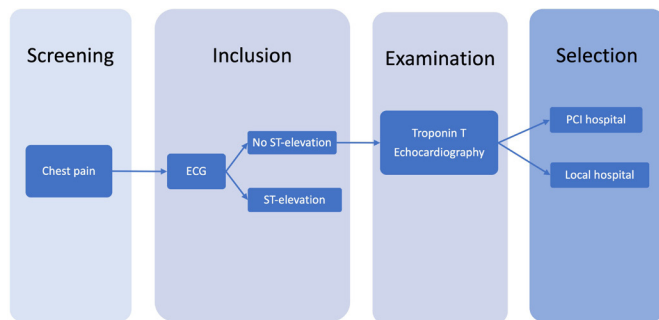 Screening
Inclusion
Examination
Selection
Chest pain
ECG
No ST-elevation
ST-elevation
Troponin T
Echocardiography
PCI hospital
Local hospital